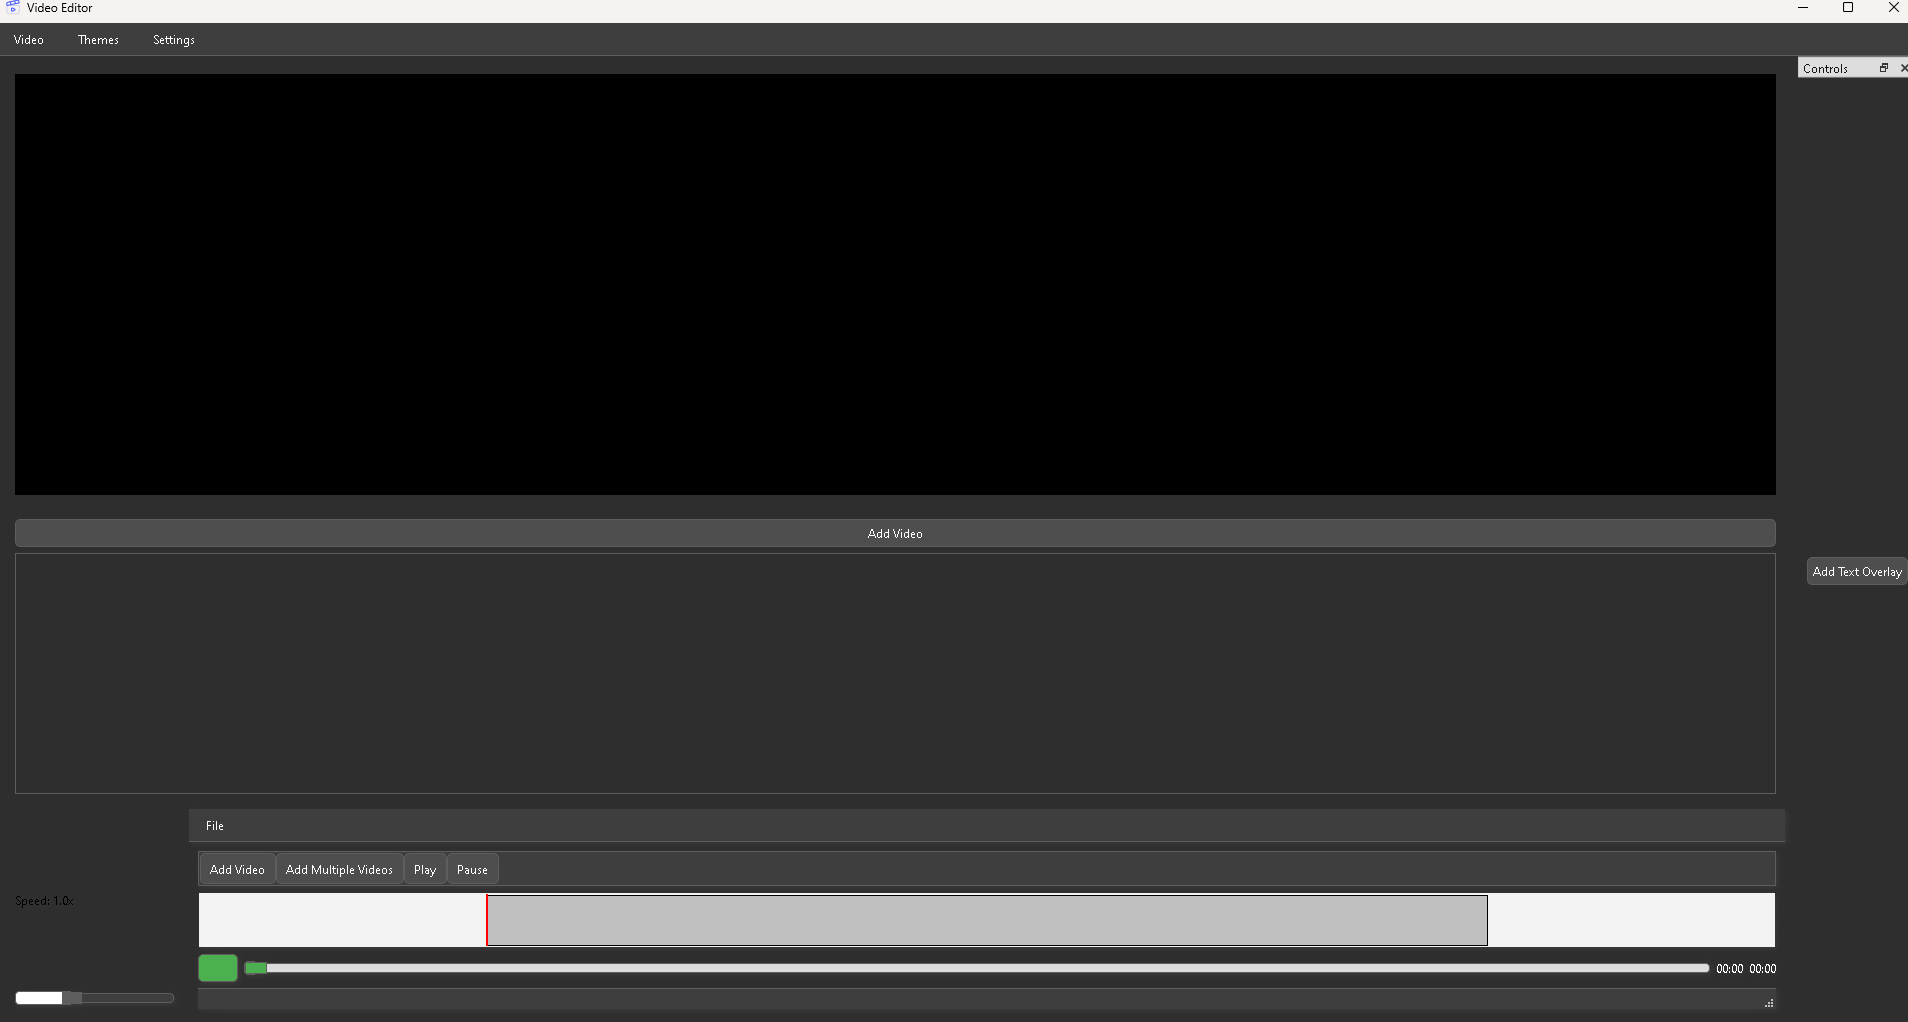 Video Editor
Video Themes Settings
Controls
Add Video
Add Text Overlay
File
Add Video Add Multiple Videos Play Pause
Speed: 1.0x
00:00 00:00